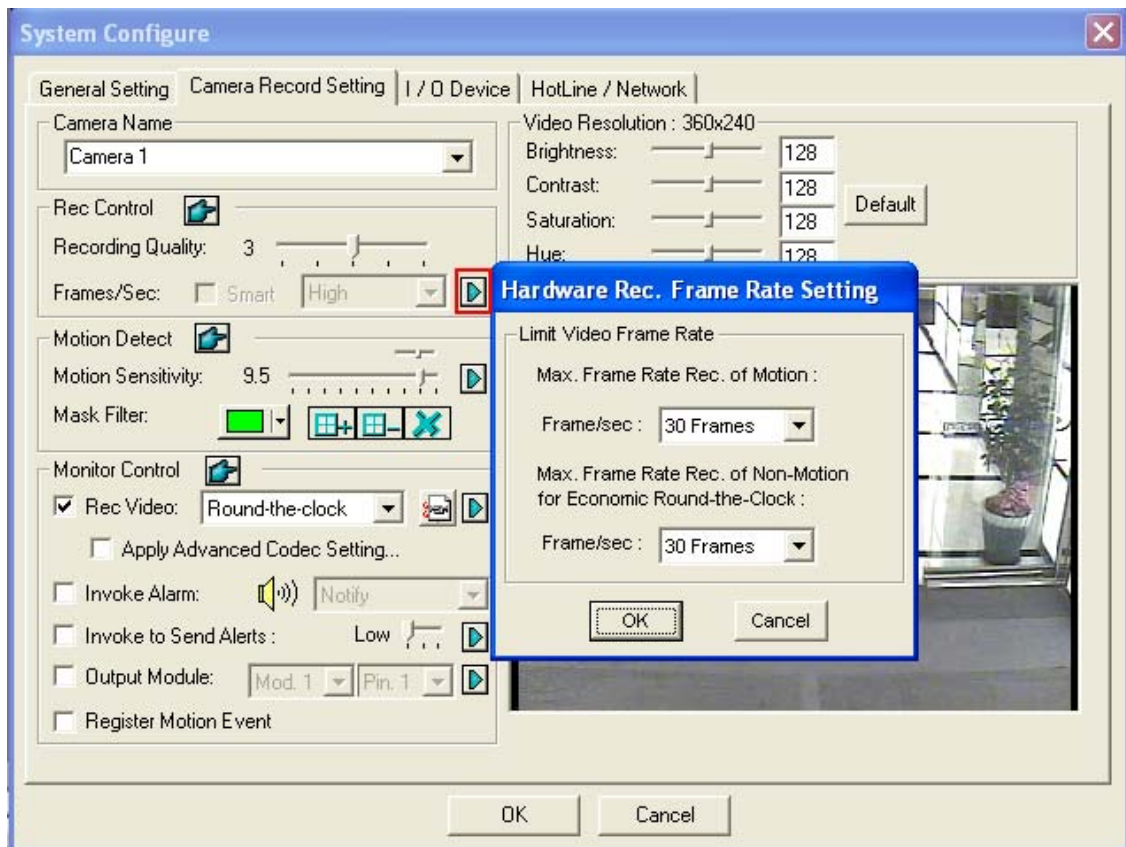 System Configure
General Setting Camera Record Setting I / O Device HotLine / Network
Camera Name
Camera 1
Rec Control
Recording Quality: 3
Frames/Sec: Smart High
Motion Detect
Motion Sensitivity: 9.5
Mask Filter:
Monitor Control
Rec Video: Round-the-clock
Apply Advanced Codec Setting...
Invoke Alarm: Notify
Invoke to Send Alerts : Low
Output Module: Mod. 1 Pin. 1
Register Motion Event
Video Resolution : 360x240
Brightness: 128
Contrast: 128
Saturation: 128
Hue: 128
Default
Hardware Rec. Frame Rate Setting
Limit Video Frame Rate
Max. Frame Rate Rec. of Motion :
Frame/sec : 30 Frames
Max. Frame Rate Rec. of Non-Motion
for Economic Round-the-Clock :
Frame/sec : 30 Frames
OK Cancel
OK Cancel